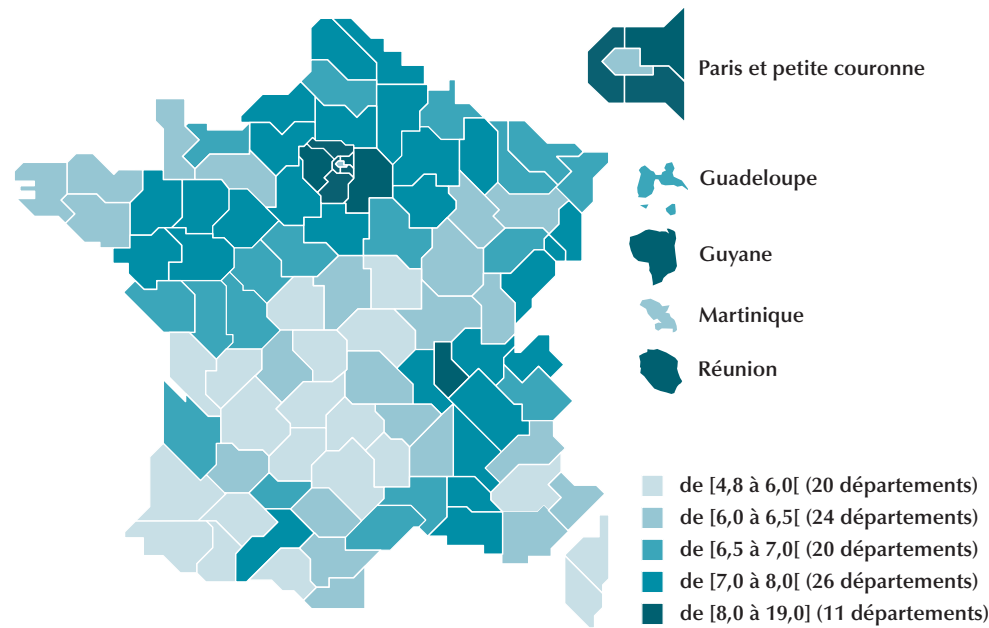 Paris et petite couronne
Guadeloupe
Guyane
Martinique
Réunion
de [4,8 à 6,0[ (20 départements)
de [6,0 à 6,5[ (24 départements)
de [6,5 à 7,0[ (20 départements)
de [7,0 à 8,0[ (26 départements)
de [8,0 à 19,0] (11 départements)